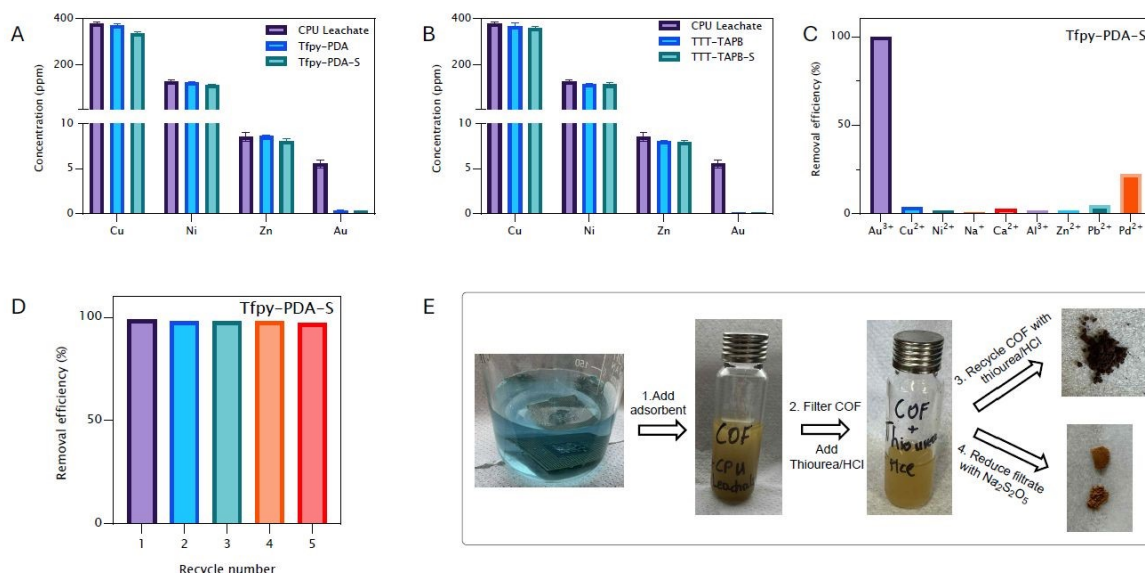 A
Concentration (ppm)
400
200
10
5
0
CPU Leachate
Tfpy-PDA
Tfpy-PDA-S
Cu Ni Zn Au
B
Concentration (ppm)
400
200
10
5
0
CPU Leachate
TTT-TAPB
TTT-TAPB-S
Cu Ni Zn Au
C
Tfpy-PDA-S
Removal efficiency (%)
100
50
0
Au³⁺ Cu²⁺ Ni²⁺ Na⁺ Ca²⁺ Al³⁺ Zn²⁺ Pb²⁺ Pd²⁺
D
Tfpy-PDA-S
Removal efficiency (%)
100
50
0
1 2 3 4 5
Recycle number
E
1.Add
adsorbent
COF
CPU
Leachate
2. Filter COF
Add
Thiourea/HCl
COF
+
Thiourea
HCl
3. Recycle COF with
thiourea/HCl
4. Reduce filtrate
with Na₂S₂O₅